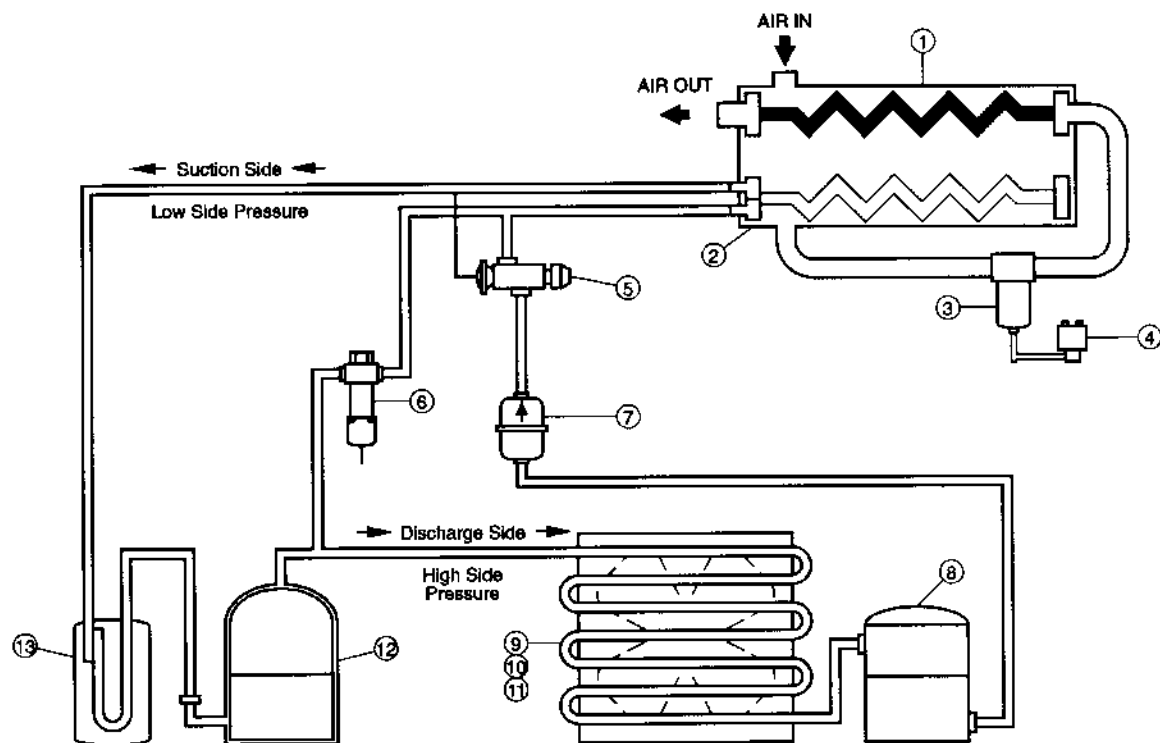 AIR IN
1
AIR OUT
Suction Side
Low Side Pressure
2
5
3
4
6
7
Discharge Side
High Side
Pressure
8
13
12
9
10
11